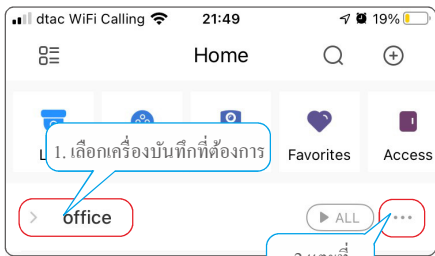 dtac WiFi Calling 21:49 19%
Home
1. เลือกเครื่องบันทึกที่ต้องการ
Favorites
Access
office
ALL